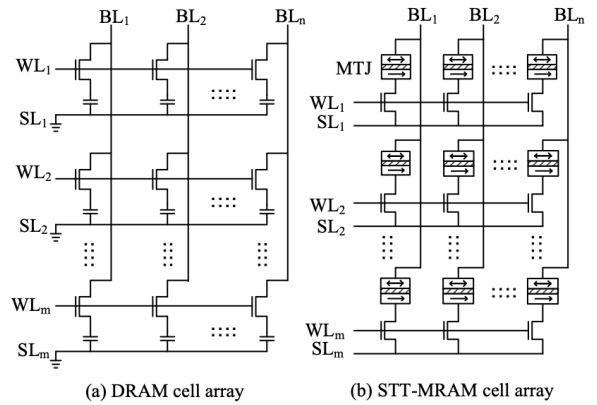 BL₁ BL₂ BLₙ
WL₁
SL₁
WL₂
SL₂
WLₘ
SLₘ
(a) DRAM cell array
BL₁ BL₂ BLₙ
MTJ
WL₁
SL₁
WL₂
SL₂
WLₘ
SLₘ
(b) STT-MRAM cell array